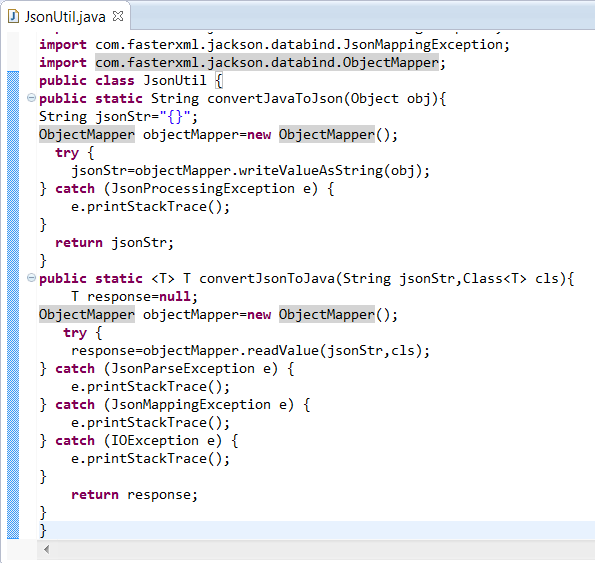 JsonUtil.java
import com.fasterxml.jackson.databind.JsonMappingException;
import com.fasterxml.jackson.databind.ObjectMapper;
public class JsonUtil {
public static String convertJavaToJson(Object obj){
String jsonStr="{}";
ObjectMapper objectMapper=new ObjectMapper();
  try {
    jsonStr=objectMapper.writeValueAsString(obj);
} catch (JsonProcessingException e) {
    e.printStackTrace();
}
  return jsonStr;
}
public static <T> T convertJsonToJava(String jsonStr,Class<T> cls){
    T response=null;
ObjectMapper objectMapper=new ObjectMapper();
   try {
    response=objectMapper.readValue(jsonStr,cls);
} catch (JsonParseException e) {
    e.printStackTrace();
} catch (JsonMappingException e) {
    e.printStackTrace();
} catch (IOException e) {
    e.printStackTrace();
}
    return response;
}
}